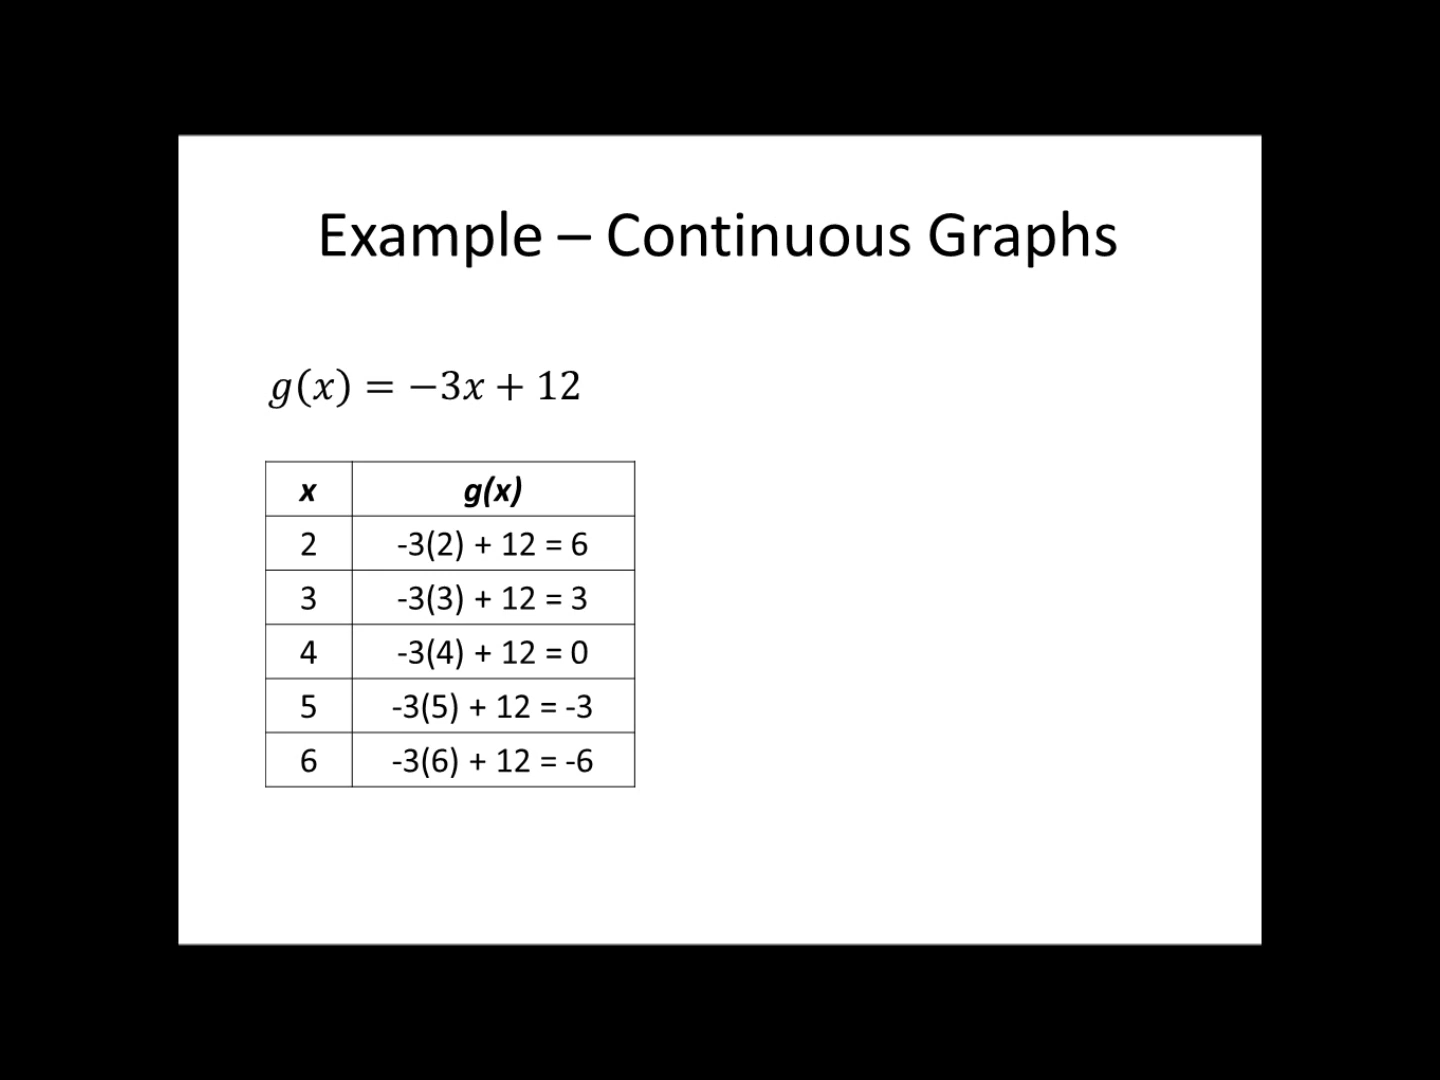 Example – Continuous Graphs
g(x) = −3x + 12
x g(x)
2 -3(2) + 12 = 6
3 -3(3) + 12 = 3
4 -3(4) + 12 = 0
5 -3(5) + 12 = -3
6 -3(6) + 12 = -6